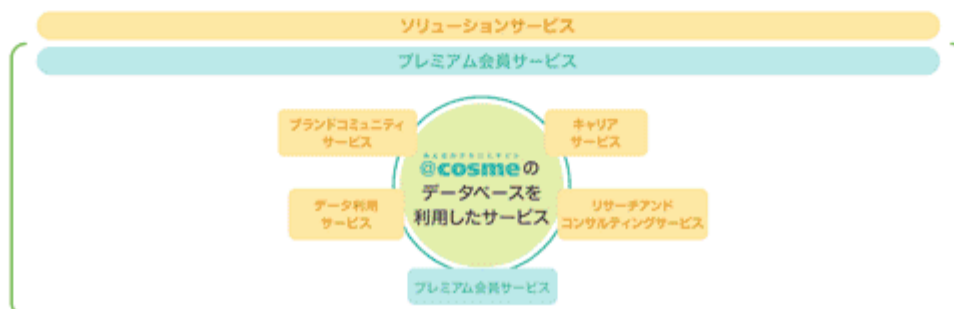 ソリューションサービス
プレミアム会員サービス
ブランドコミュニティ
サービス
キャリア
サービス
@cosmeの
データベースを
利用したサービス
データ利用
サービス
リサーチアンド
コンサルティングサービス
プレミアム会員サービス